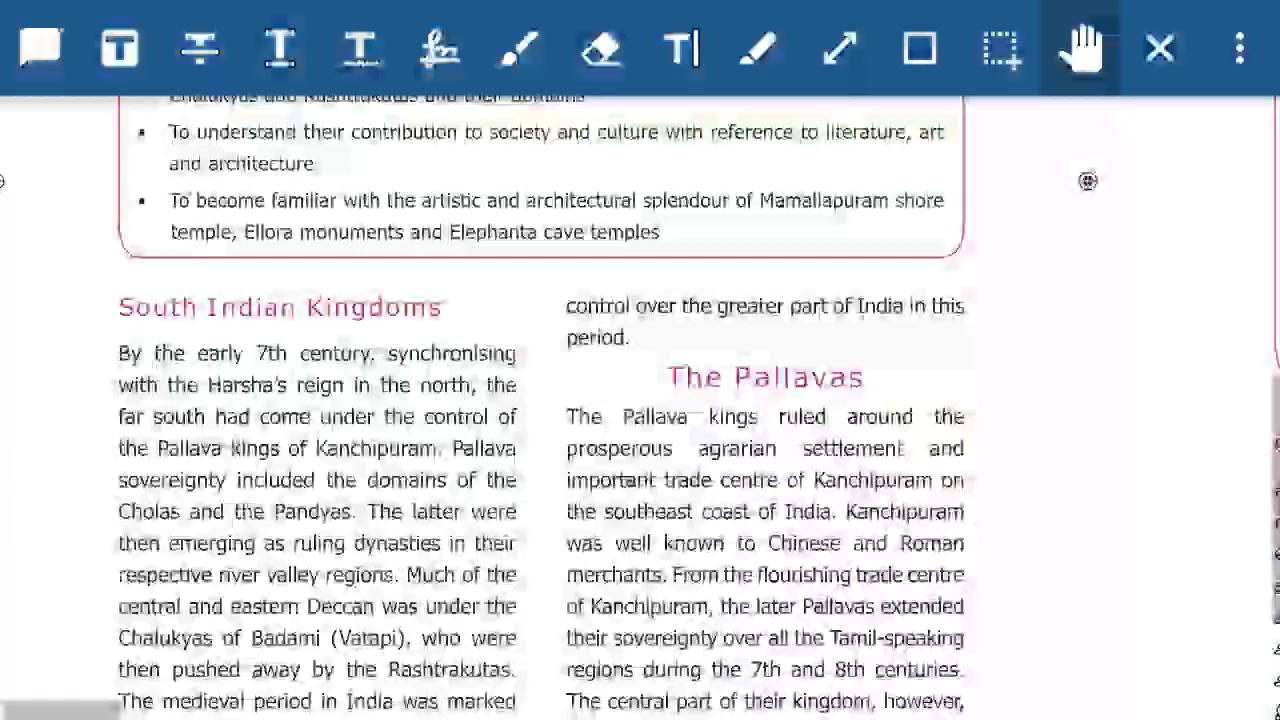 Chalukyas and Rashtrakutas and their domains
• To understand their contribution to society and culture with reference to literature, art
and architecture
• To become familiar with the artistic and architectural splendour of Mamallapuram shore
temple, Ellora monuments and Elephanta cave temples
South Indian Kingdoms
By the early 7th century, synchronising
with the Harsha's reign in the north, the
far south had come under the control of
the Pallava kings of Kanchipuram. Pallava
sovereignty included the domains of the
Cholas and the Pandyas. The latter were
then emerging as ruling dynasties in their
respective river valley regions. Much of the
central and eastern Deccan was under the
Chalukyas of Badami (Vatapi), who were
then pushed away by the Rashtrakutas.
The medieval period in India was marked
control over the greater part of India in this
period.
The Pallavas
The Pallava kings ruled around the
prosperous agrarian settlement and
important trade centre of Kanchipuram on
the southeast coast of India. Kanchipuram
was well known to Chinese and Roman
merchants. From the flourishing trade centre
of Kanchipuram, the later Pallavas extended
their sovereignty over all the Tamil-speaking
regions during the 7th and 8th centuries.
The central part of their kingdom, however,